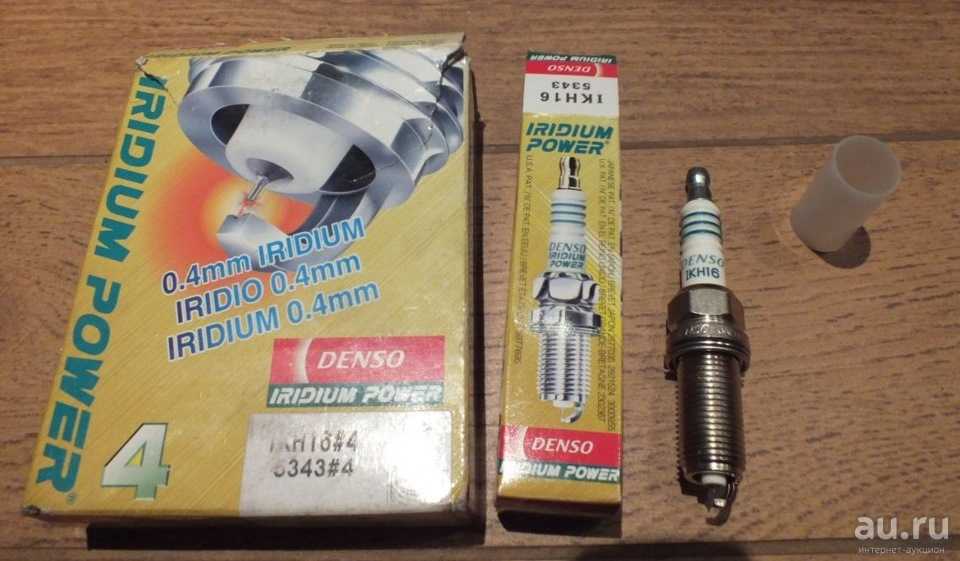 IRIDIUM POWER®
0.4mm IRIDIUM
IRIDIO 0.4mm
IRIDIUM 0.4mm
DENSO
IRIDIUM POWER
4
IKH16#4
5343#4
IRIDIUM POWER
DENSO
IKH16
5343
IRIDIUM
POWER®
DENSO
IRIDIUM
POWER
DENSO
IRIDIUM POWER
DENSO
IKH16
au.ru
интернет-аукцион